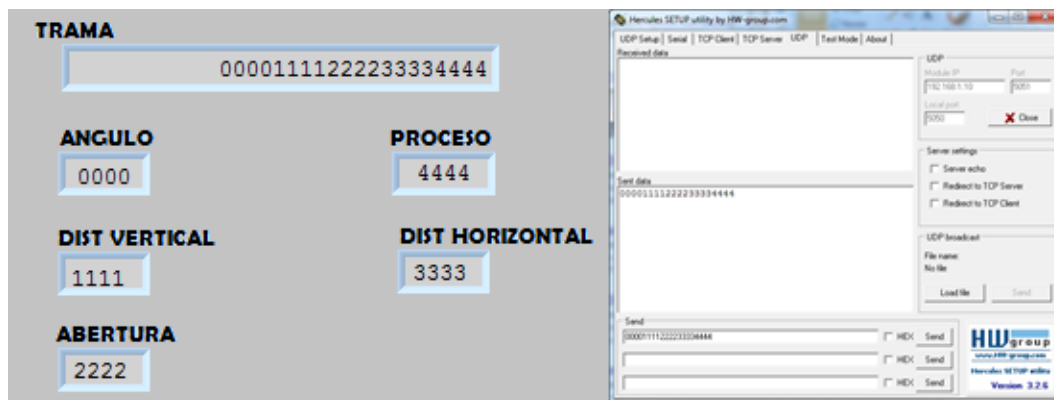 TRAMA
00001111222233334444
ANGULO
0000
PROCESO
4444
DIST VERTICAL
1111
DIST HORIZONTAL
3333
ABERTURA
2222
Hercules SETUP utility by HW-group.com
UDP Setup Serial TCP Client TCP Server UDP Test Mode About
Received data
UDP
Module IP Port
192.168.1.10 5051
Local port
5050 Close
Server settings
Server echo
Redirect to TCP Server
Redirect to TCP Client
Sent data
00001111222233334444
UDP broadcast
File name:
No file
Load file Send
Send
00001111222233334444 HEX Send
HEX Send
HEX Send
HWgroup
www.HW-group.com
Hercules SETUP utility
Version 3.2.6